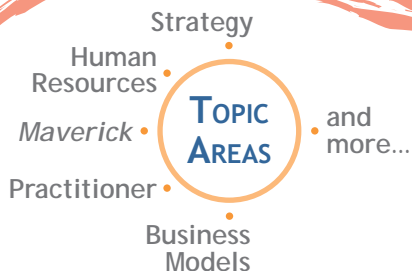 Strategy
Human
Resources
Maverick
Practitioner
Business
Models
and
more...
TOPIC
AREAS